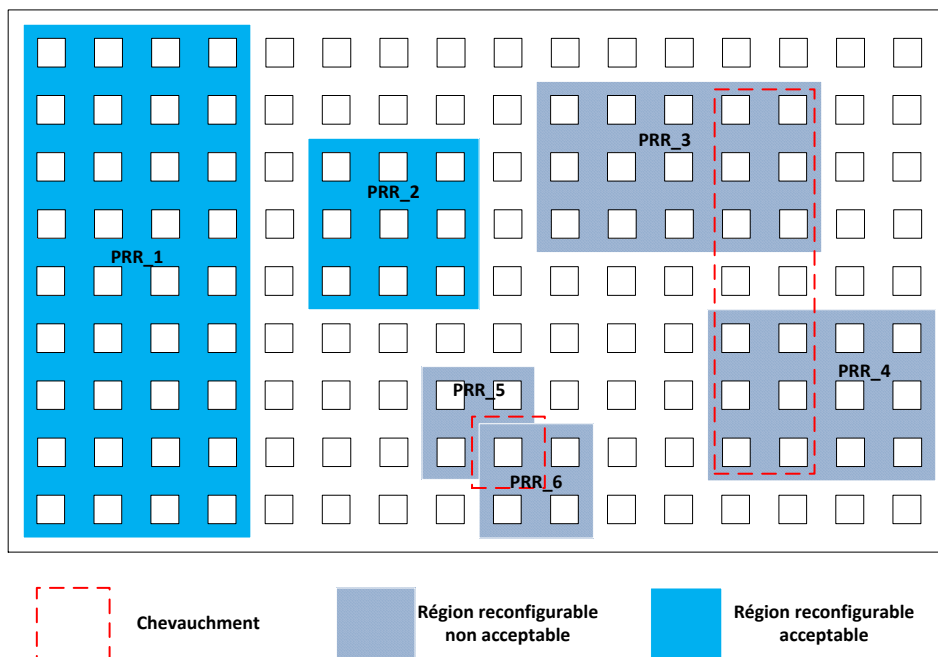 PRR_3
PRR_2
PRR_1
PRR_4
PRR_5
PRR_6
Chevauchment
Région reconfigurable
non acceptable
Région reconfigurable
acceptable